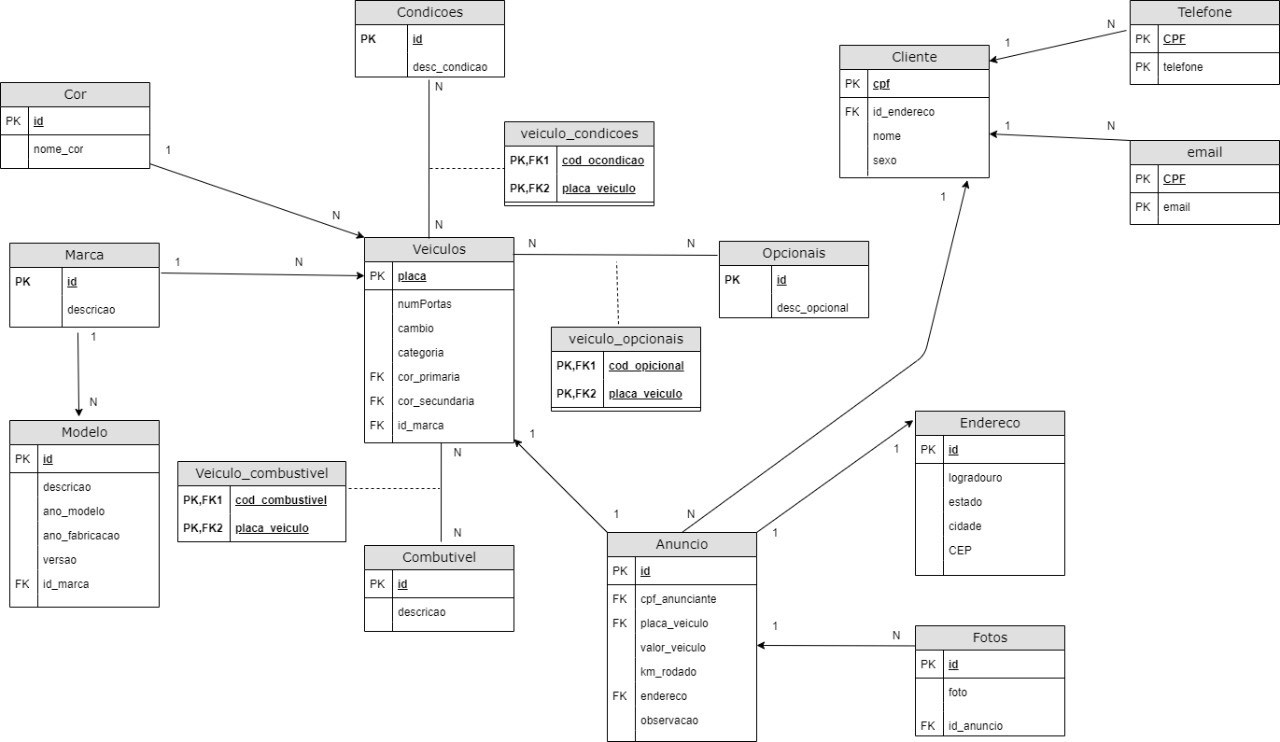 Condicoes
PK id
desc_condicao
N
Telefone
PK CPF
telefone
N
1
Cliente
PK cpf
FK id_endereco
nome
sexo
1
N
email
PK CPF
email
1
Cor
PK id
nome_cor
1
N
veiculo_condicoes
PK,FK1 cod_ocondicao
PK,FK2 placa_veiculo
N
Marca
PK id
descricao
1
N
1
N
Veiculos
PK placa
numPortas
cambio
categoria
FK cor_primaria
FK cor_secundaria
FK id_marca
N
N
Opcionais
PK id
desc_opcional
veiculo_opcionais
PK,FK1 cod_opicional
PK,FK2 placa_veiculo
Modelo
PK id
descricao
ano_modelo
ano_fabricacao
versao
FK id_marca
Veiculo_combustivel
PK,FK1 cod_combustivel
PK,FK2 placa_veiculo
N
N
Combutivel
PK id
descricao
1
1
N
1
1
Endereco
PK id
logradouro
estado
cidade
CEP
Anuncio
PK id
FK cpf_anunciante
FK placa_veiculo
valor_veiculo
km_rodado
FK endereco
observacao
1
N
Fotos
PK id
foto
FK id_anuncio